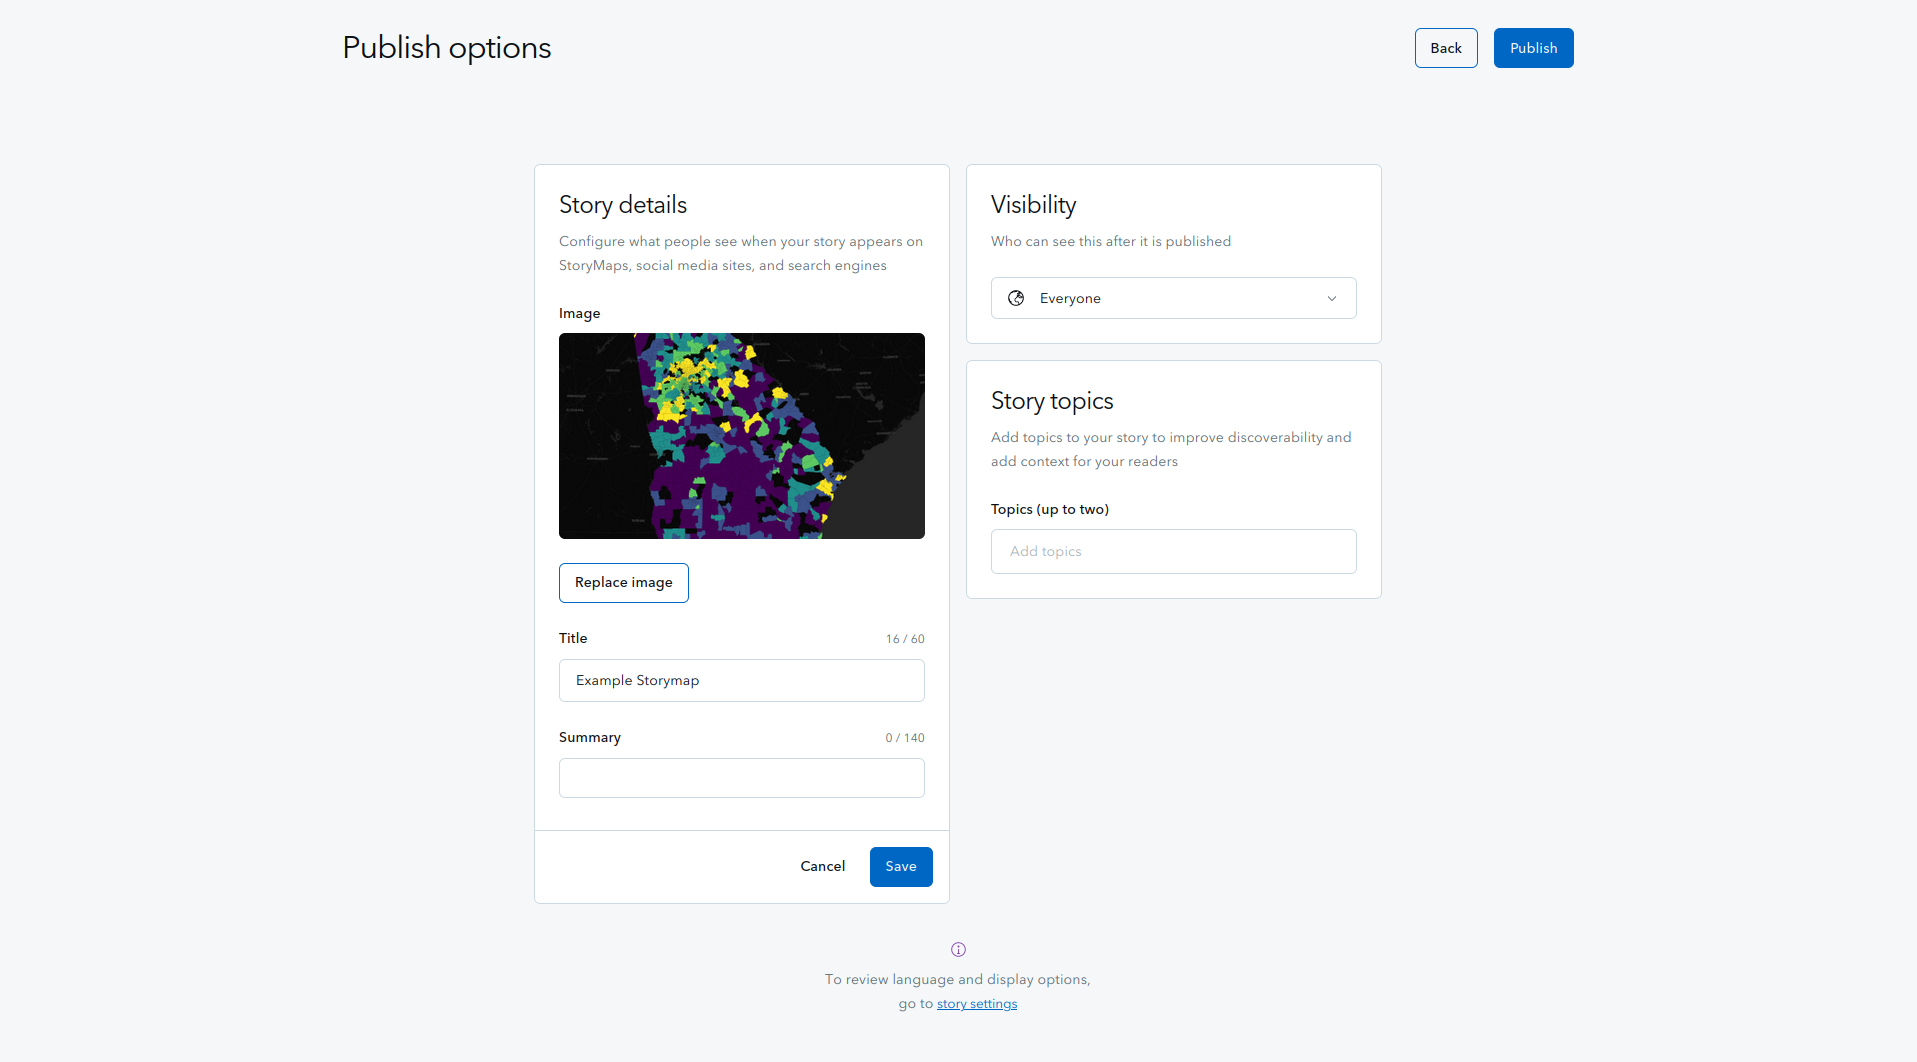 Publish options
Back
Publish
Story details
Configure what people see when your story appears on
StoryMaps, social media sites, and search engines
Image
Replace image
Title
16 / 60
Example Storymap
Summary
0 / 140
Cancel
Save
Visibility
Who can see this after it is published
Everyone
Story topics
Add topics to your story to improve discoverability and
add context for your readers
Topics (up to two)
Add topics
To review language and display options,
go to story settings